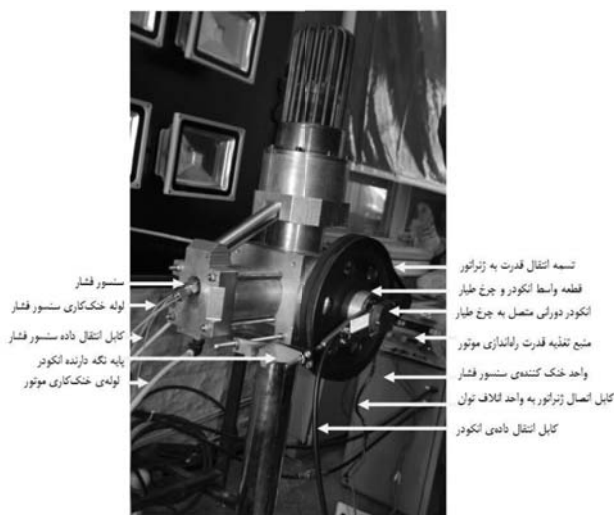 تسمه انتقال قدرت به ژنراتور
قطعه واسط انکودر و چرخ طیار
انکودر دورانی متصل به چرخ طیار
منبع تغذیه قدرت راه‌اندازی موتور
واحد خنک کننده‌ی سنسور فشار
کابل اتصال ژنراتور به واحد اتلاف توان
کابل انتقال داده‌ی انکودر
سنسور فشار
لوله خنک‌کاری سنسور فشار
کابل انتقال داده سنسور فشار
پایه نگه دارنده انکودر
لوله‌ی خنک‌کاری موتور